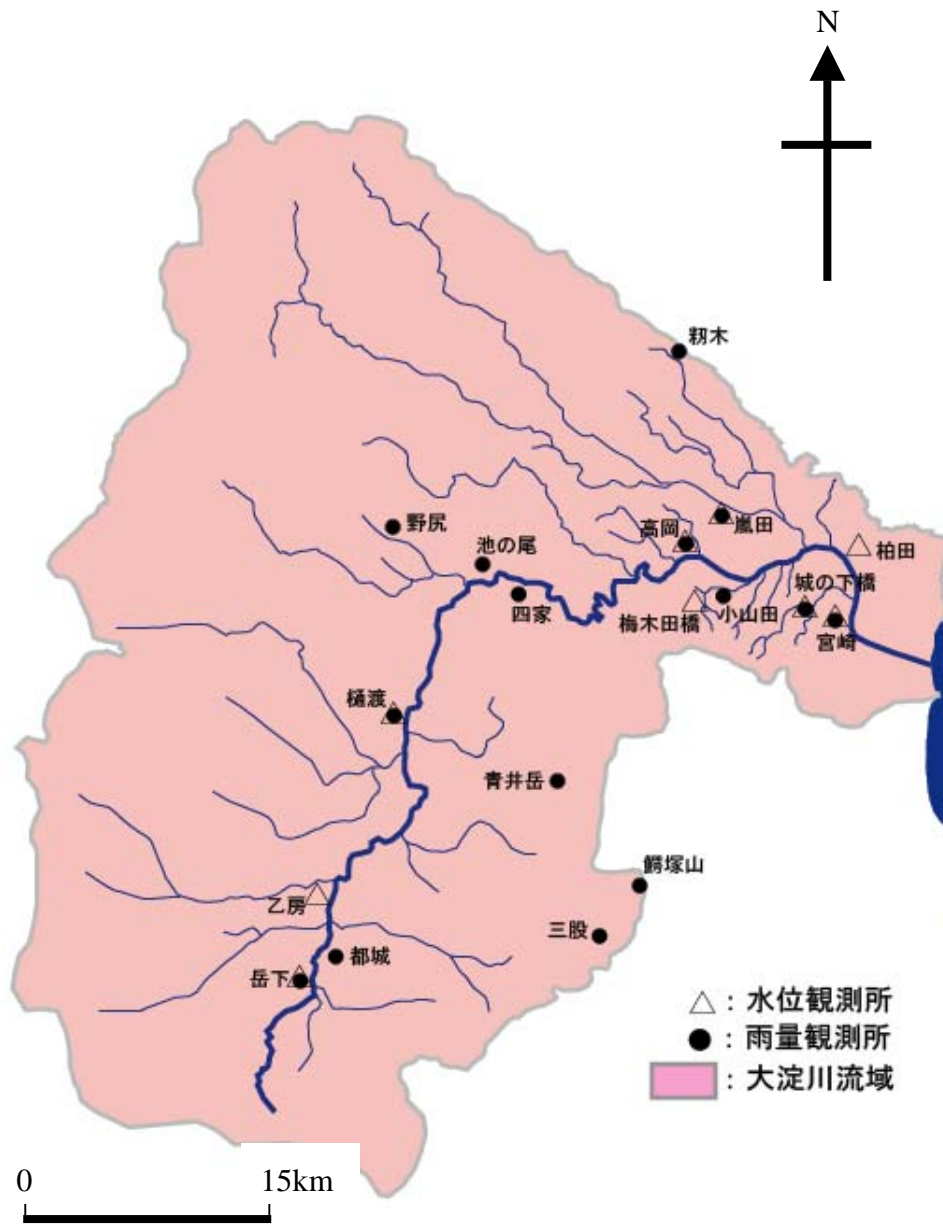 N
籾木
嵐田
高岡
柏田
野尻
池の尾
城の下橋
四家
梅木田橋
小山田
宮崎
樋渡
青井岳
鰐塚山
乙房
三股
都城
岳下
△：水位観測所
●：雨量観測所
：大淀川流域
0 15km